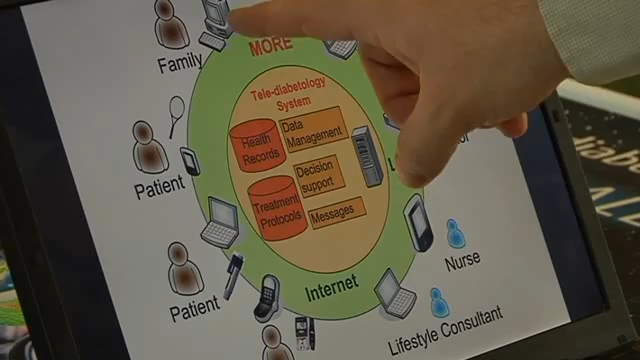 Family
MORE
Tele-diabetology
System
Data
Management
Health
Records
Decision
support
Treatment
Protocols
Messages
Patient
Patient
Internet
Nurse
Lifestyle Consultant